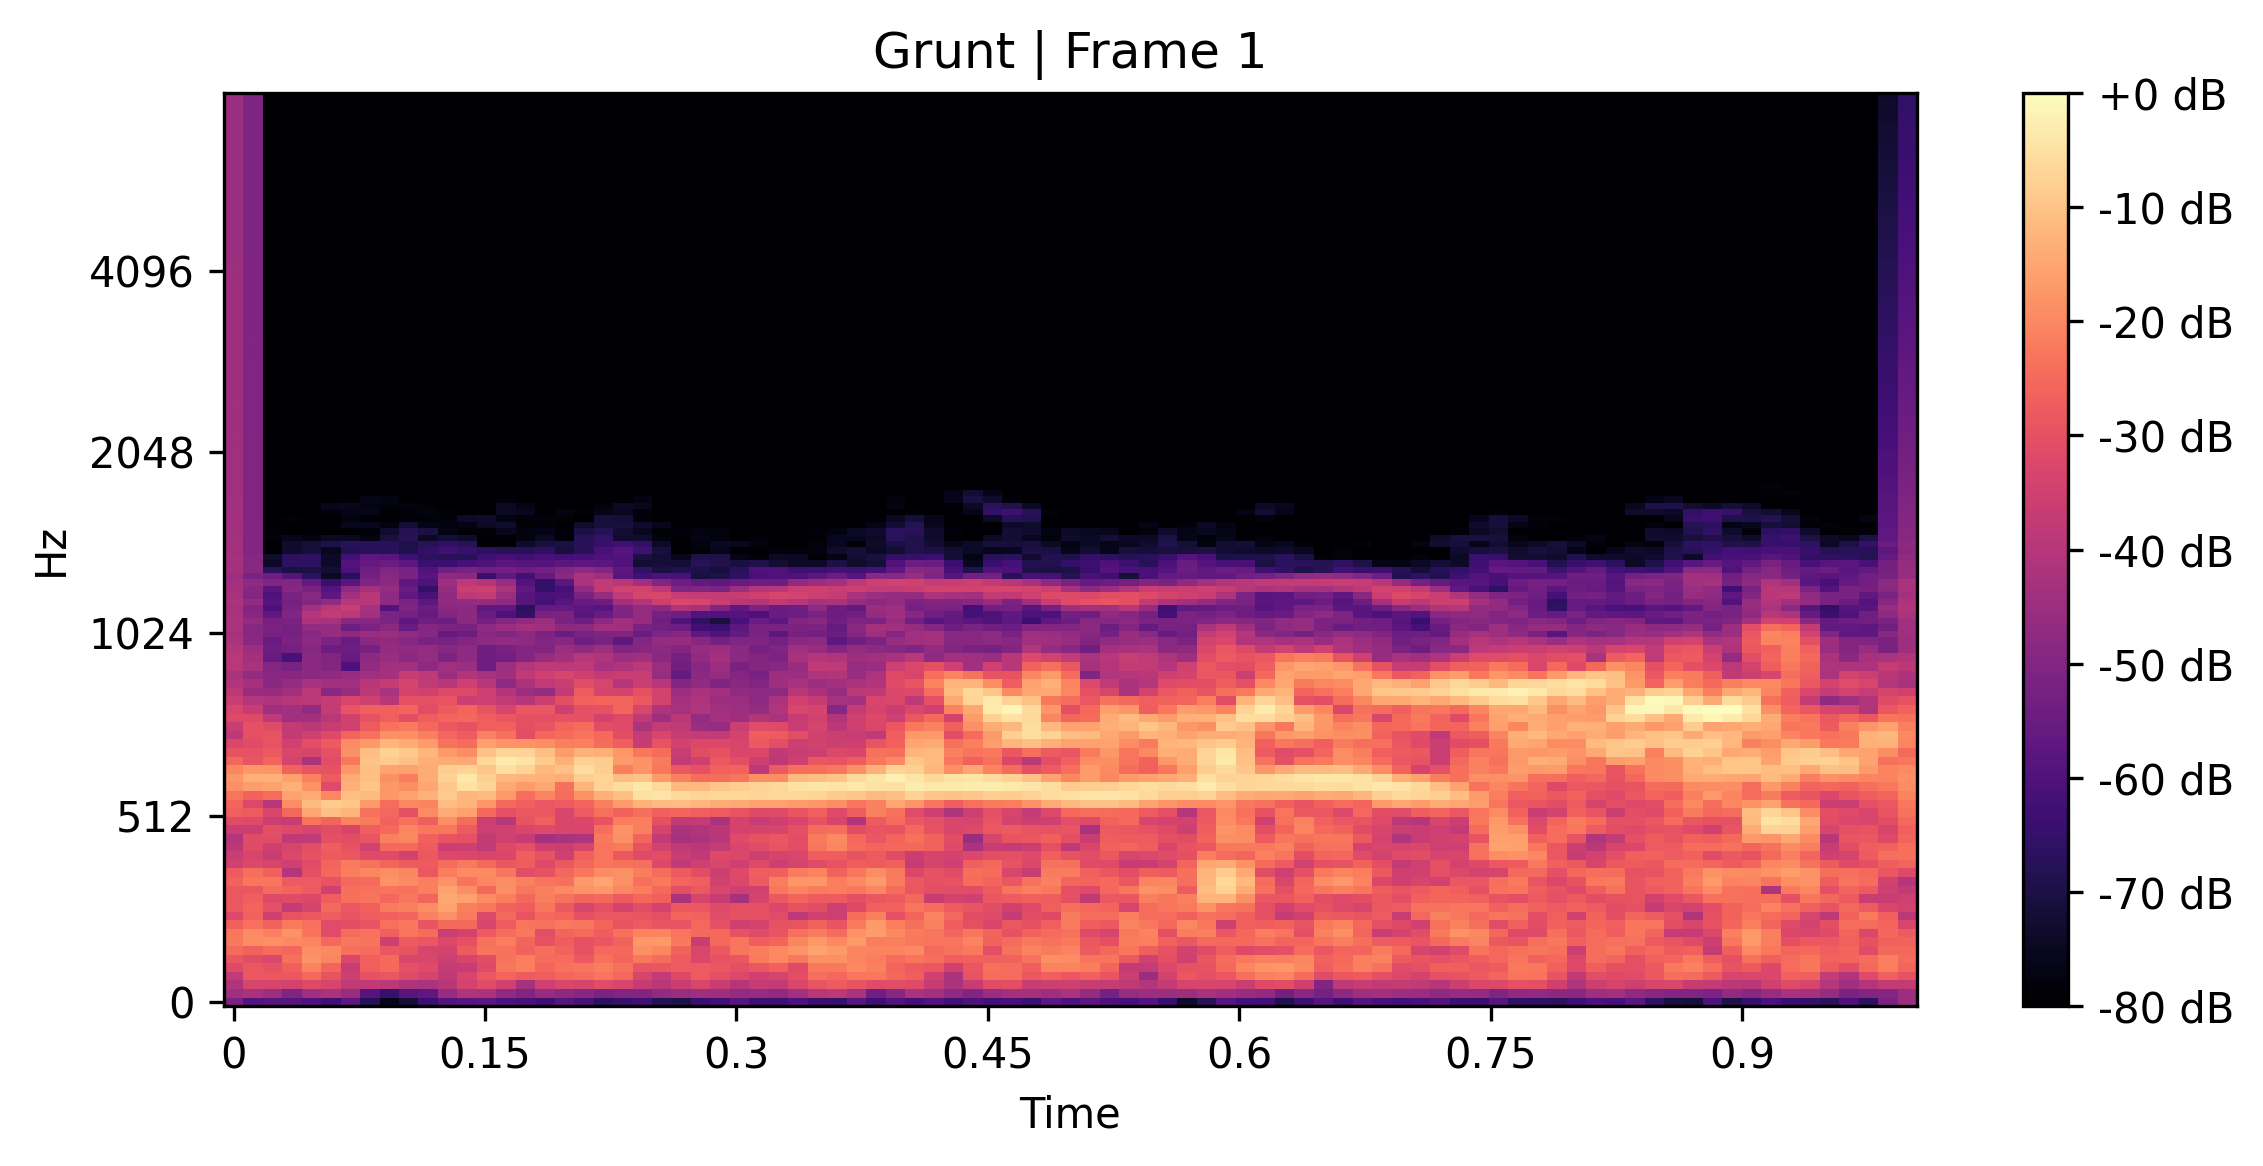 Grunt | Frame 1
Hz
4096
2048
1024
512
0
0 0.15 0.3 0.45 0.6 0.75 0.9
Time
+0 dB
-10 dB
-20 dB
-30 dB
-40 dB
-50 dB
-60 dB
-70 dB
-80 dB